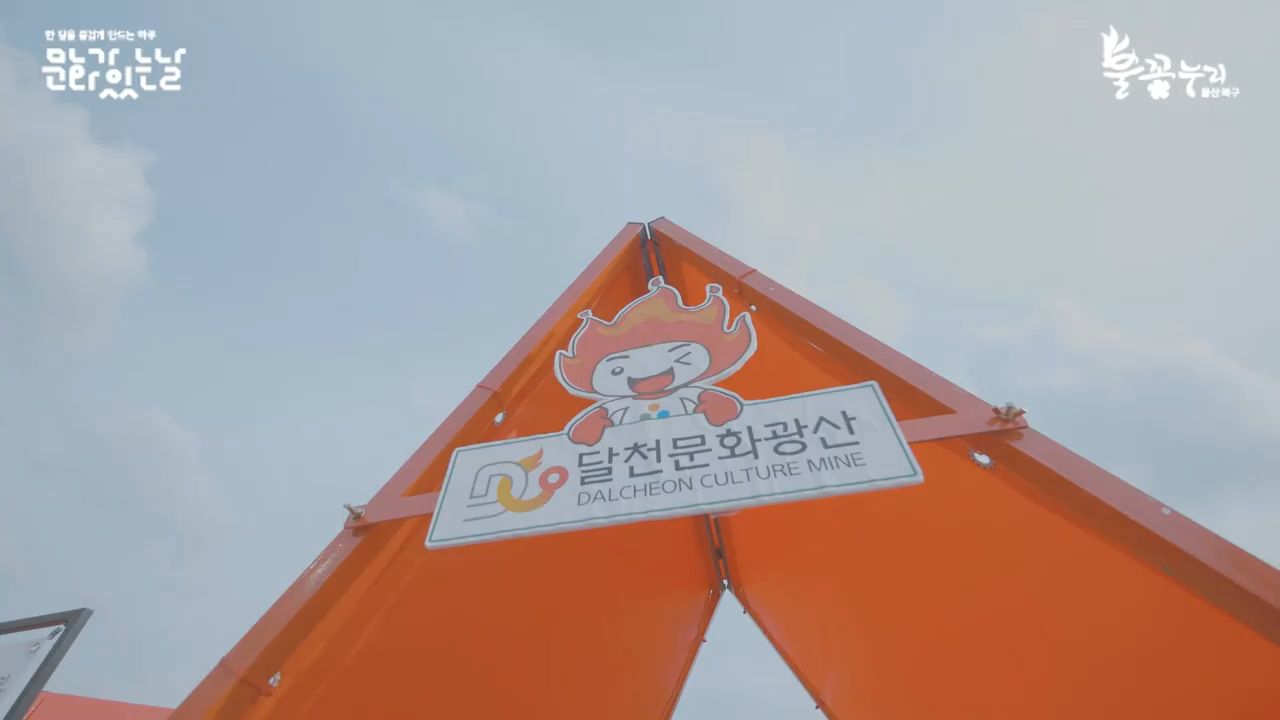 한 달을 즐겁게 만드는 하루
문화가
있는날
불꽃누리
울산 북구
달천문화광산
DALCHEON CULTURE MINE